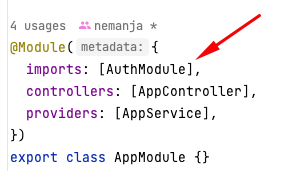 4 usages nemanja *
@Module( metadata: {
  imports: [AuthModule],
  controllers: [AppController],
  providers: [AppService],
})
export class AppModule {}